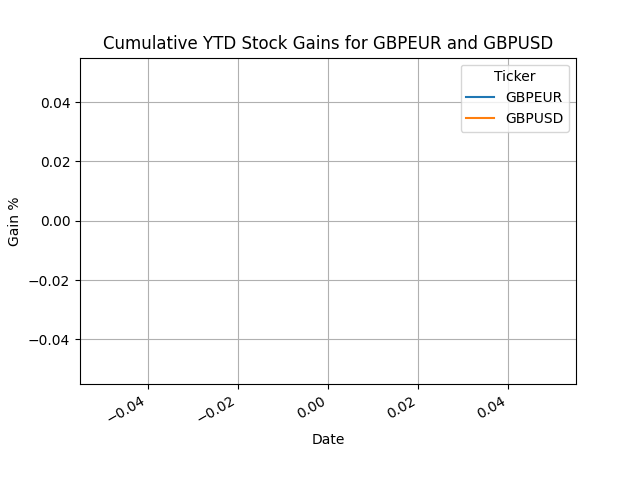 Cumulative YTD Stock Gains for GBPEUR and GBPUSD
Ticker
GBPEUR
GBPUSD
0.04
0.02
0.00
−0.02
−0.04
Gain %
−0.04
−0.02
0.00
0.02
0.04
Date